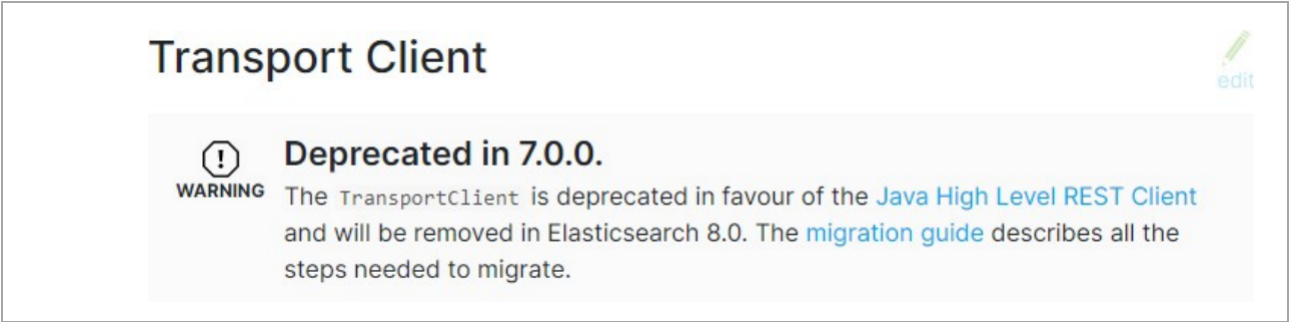 Transport Client
edit
Deprecated in 7.0.0.
WARNING
The TransportClient is deprecated in favour of the Java High Level REST Client
and will be removed in Elasticsearch 8.0. The migration guide describes all the
steps needed to migrate.